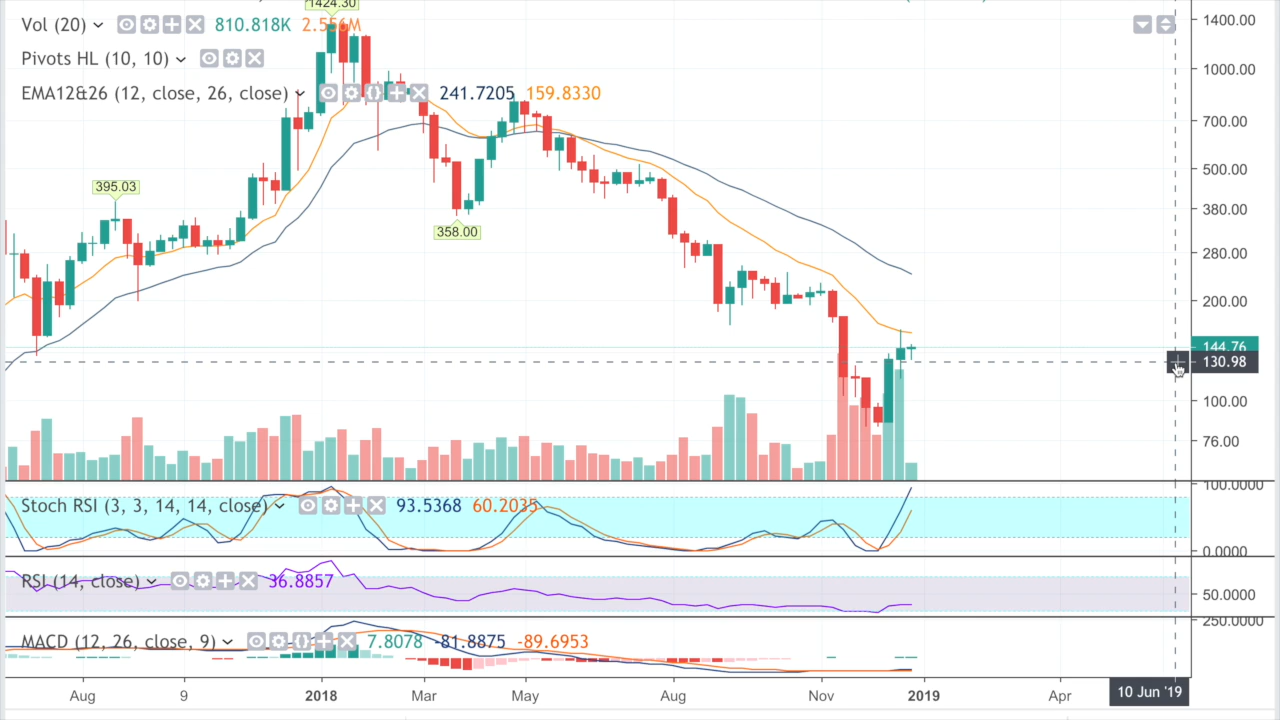 1424.30
1400.00
Vol (20) 810.818K 2.556M
Pivots HL (10, 10)
1000.00
EMA12&26 (12, close, 26, close) 241.7205 159.8330
700.00
500.00
395.03
380.00
358.00
280.00
200.00
144.76
130.98
100.00
76.00
100.0000
Stoch RSI (3, 3, 14, 14, close) 93.5368 60.2035
0.0000
RSI (14, close) 36.8857
50.0000
250.0000
MACD (12, 26, close, 9) 7.8078 -81.8875 -89.6953
Aug 9 2018 Mar May Aug Nov 2019 Apr 10 Jun '19